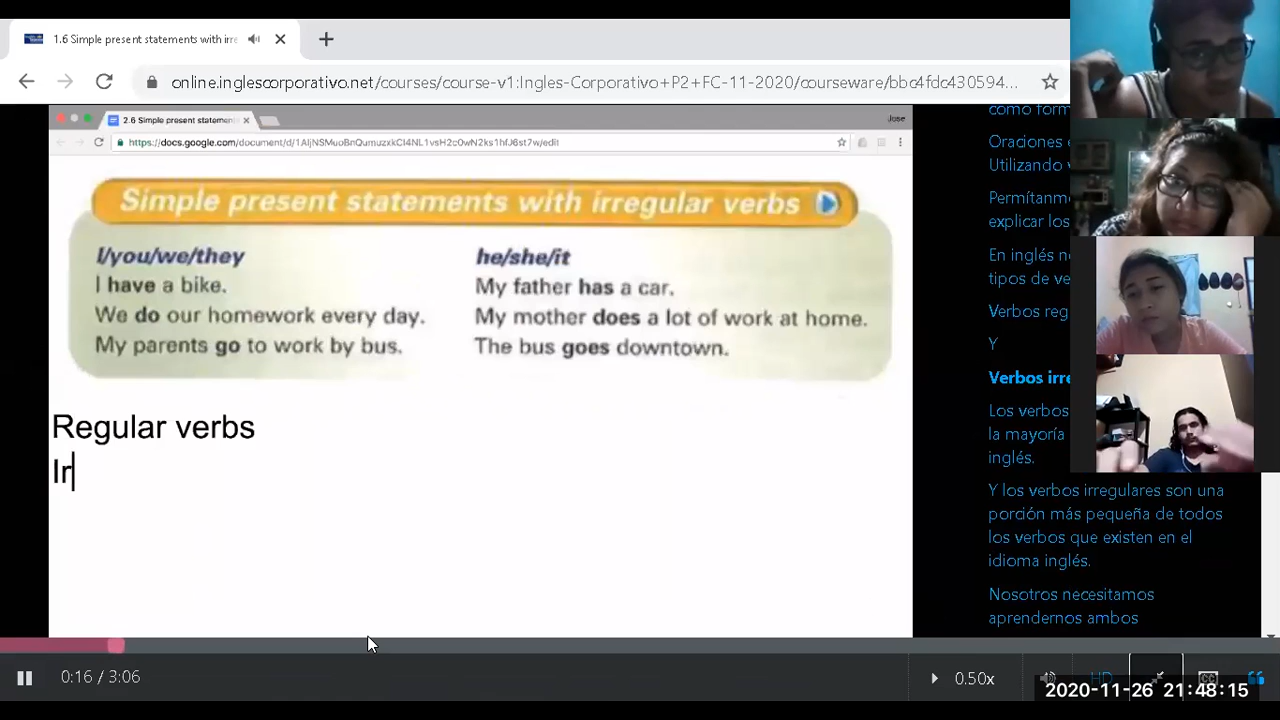 1.6 Simple present statements with irre
online.inglescorporativo.net/courses/course-v1:Ingles-Corporativo+P2+FC-11-2020/courseware/bbc4fdc430594...
2.6 Simple present statement
Jose
https://docs.google.com/document/d/1AIjNSMuoBnQumuzxkCI4NL1vsH2c0wN2ks1hfJ6st7w/edit
Simple present statements with irregular verbs
I/you/we/they
I have a bike.
We do our homework every day.
My parents go to work by bus.
he/she/it
My father has a car.
My mother does a lot of work at home.
The bus goes downtown.
Regular verbs
Ir
como form
Oraciones
Utilizando
Permítanm
explicar los
En inglés n
tipos de ve
Verbos reg
Y
Verbos irre
Los verbos
la mayoría
inglés.
Y los verbos irregulares son una
porción más pequeña de todos
los verbos que existen en el
idioma inglés.
Nosotros necesitamos
aprendernos ambos
0:16 / 3:06
0.50x
HD
2020-11-26 21:48:15